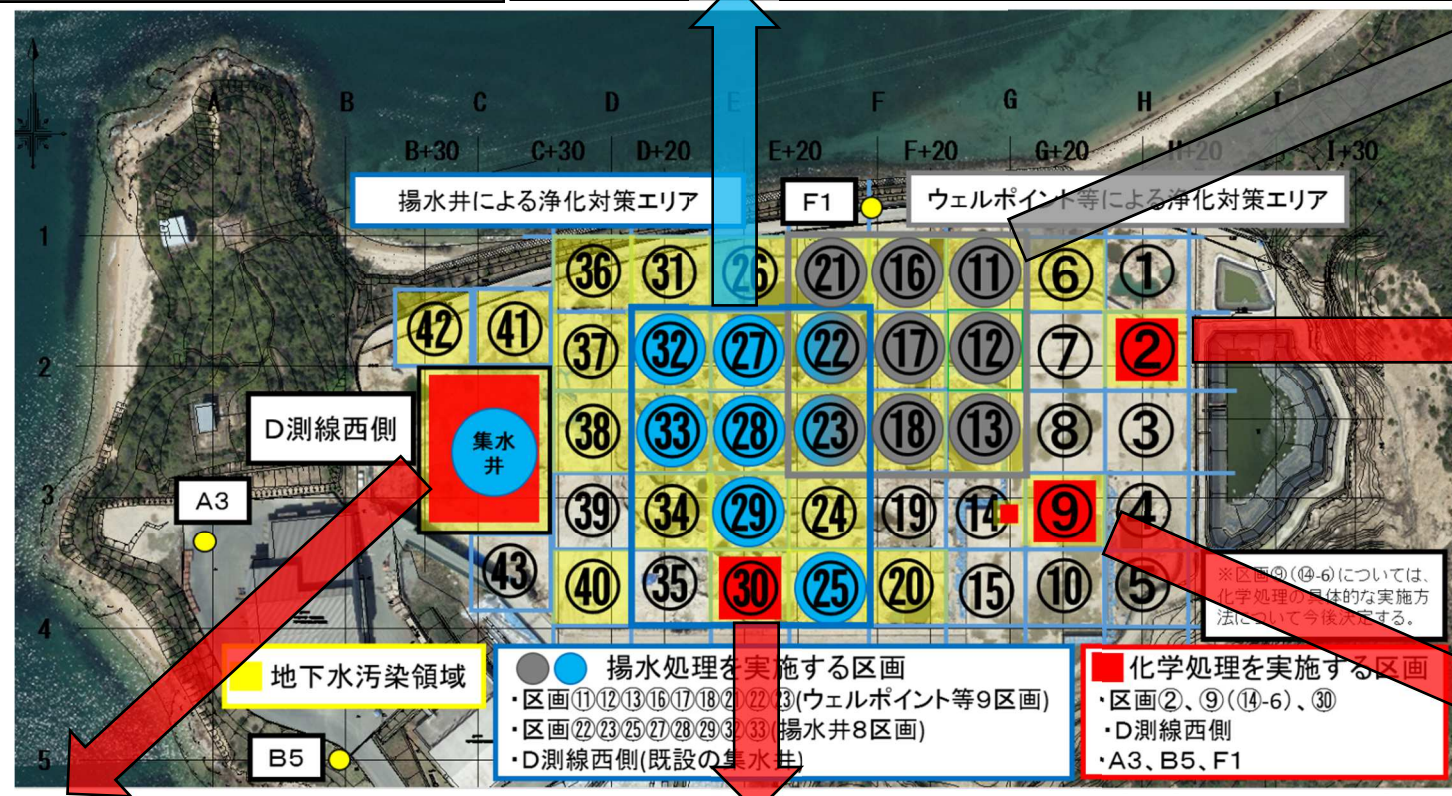 A B C D E F G H I
B+30 C+30 D+20 E+20 F+20 G+20 H+20 I+30
揚水井による浄化対策エリア
F1
ウェルポイント等による浄化対策エリア
1
㊱ ㉛ ㉖ ㉑ ⑯ ⑪ ⑥ ①
㊷ ㊶ ㊲ ㉜ ㉗ ㉒ ⑰ ⑫ ⑦ ②
2
D測線西側
集水
井
㊳ ㉝ ㉘ ㉓ ⑱ ⑬ ⑧ ③
3
A3
㊴ ㉞ ㉙ ㉔ ⑲ ⑭ ⑨ ④
㊸ ㊵ ㉟ ㉚ ㉕ ⑳ ⑮ ⑩ ⑤
※区画⑨(⑭-6)については、
化学処理の具体的な実施方
法について今後決定する。
4
地下水汚染領域
B5
5
揚水処理を実施する区画
・区画⑪⑫⑬⑯⑰⑱㉑㉒㉓(ウェルポイント等9区画)
・区画㉒㉓㉕㉗㉘㉙㉜㉝(揚水井8区画)
・D測線西側(既設の集水井)
化学処理を実施する区画
・区画②、⑨(⑭-6)、㉚
・D測線西側
・A3、B5、F1